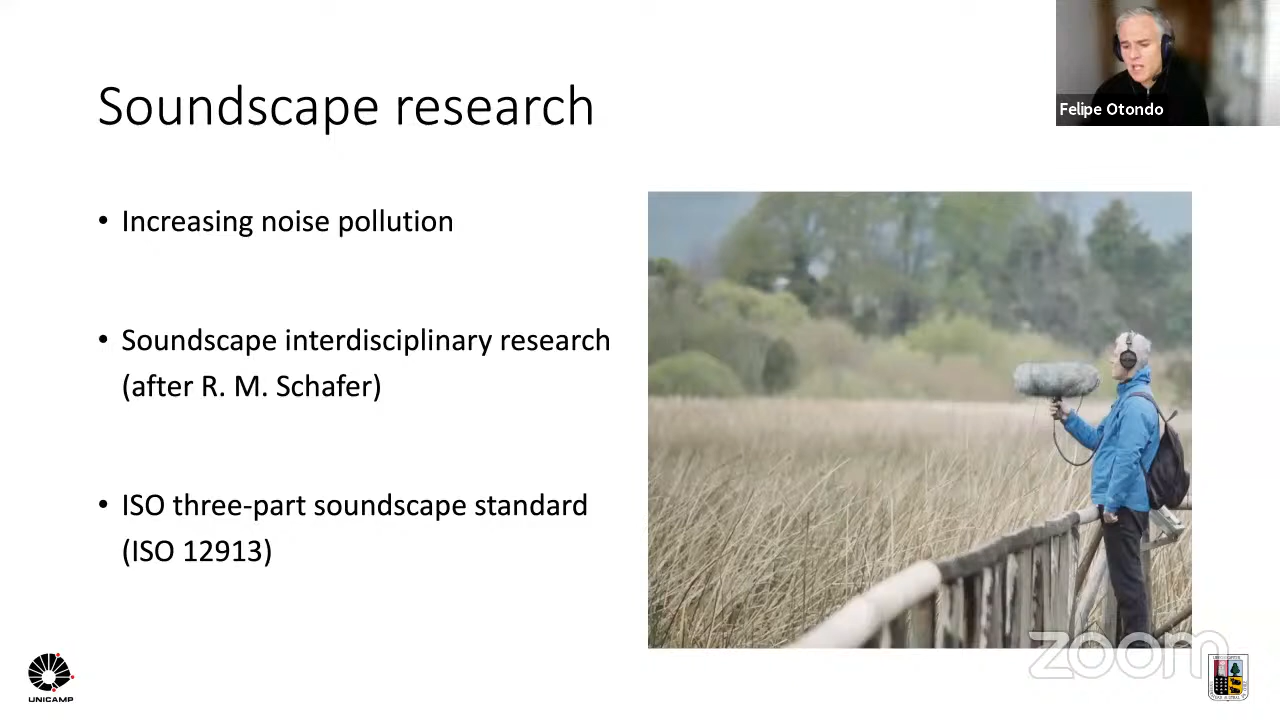 Soundscape research
Felipe Otondo
• Increasing noise pollution
• Soundscape interdisciplinary research
(after R. M. Schafer)
• ISO three-part soundscape standard
(ISO 12913)
UNICAMP
zoom